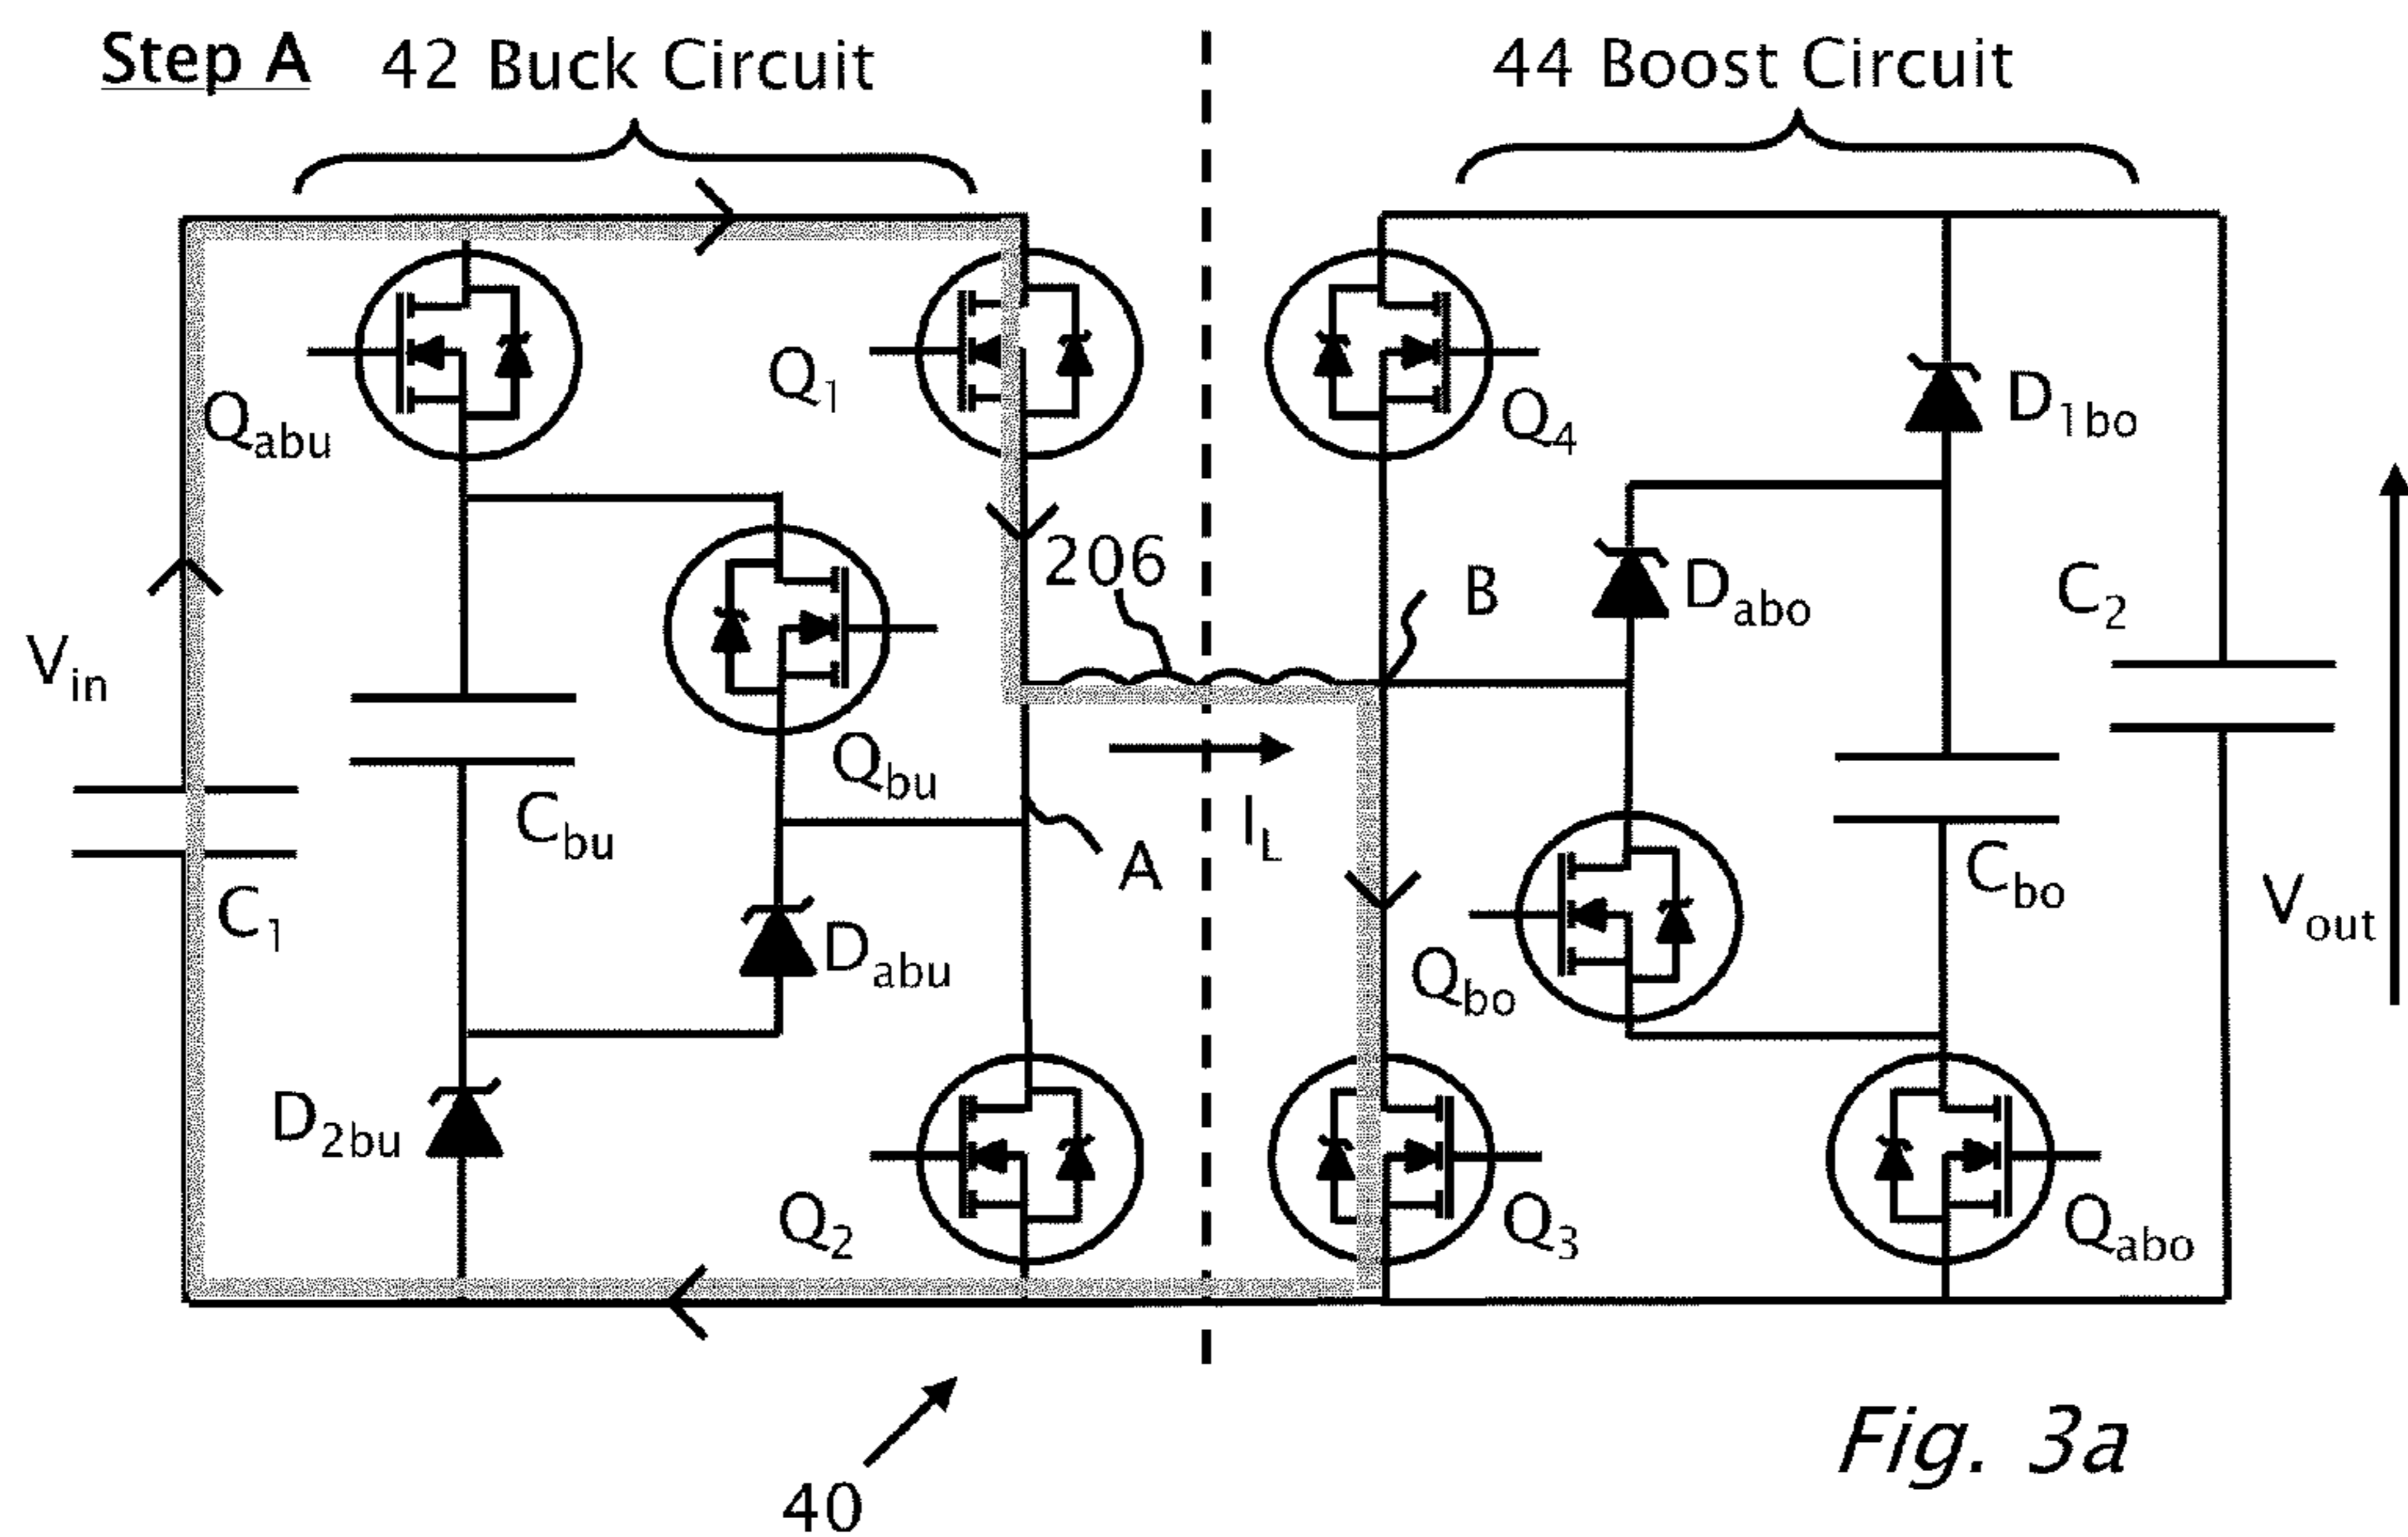 Step A
42 Buck Circuit
44 Boost Circuit
Qabu
Q1
Q4
D1bo
206
B
Dabo
C2
Vin
Qbu
Cbu
IL
A
C1
Dabu
Qbo
Cbo
Vout
D2bu
Q2
Q3
Qabo
40
Fig. 3a